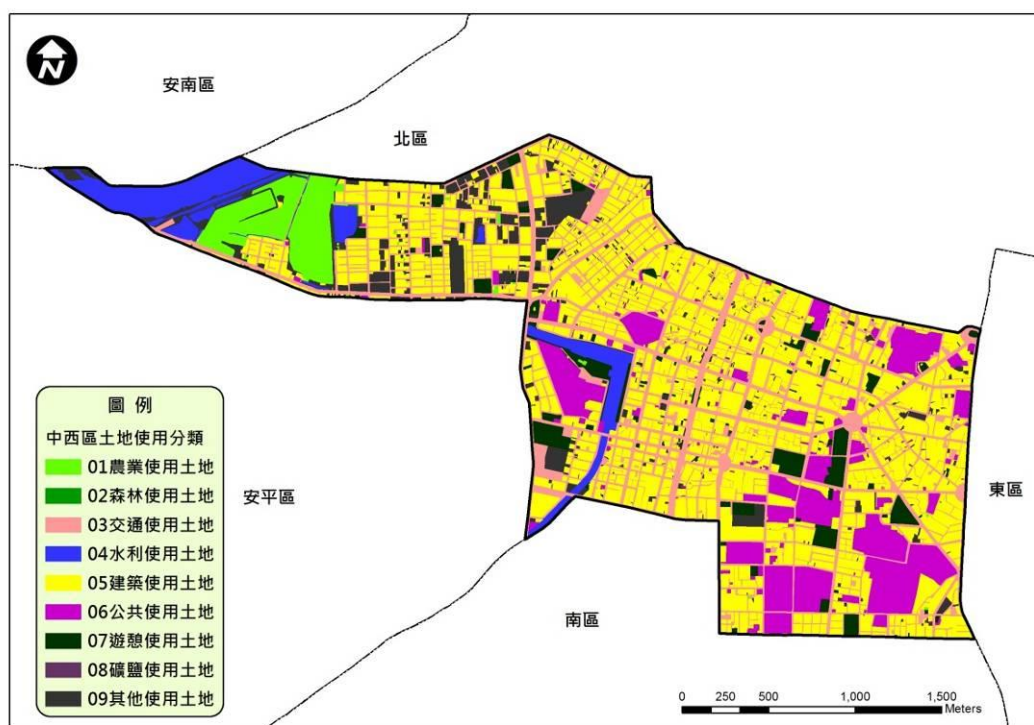 N
安南區
北區
安平區
東區
南區
圖例
中西區土地使用分類
01農業使用土地
02森林使用土地
03交通使用土地
04水利使用土地
05建築使用土地
06公共使用土地
07遊憩使用土地
08礦鹽使用土地
09其他使用土地
0 250 500 1,000 1,500
Meters